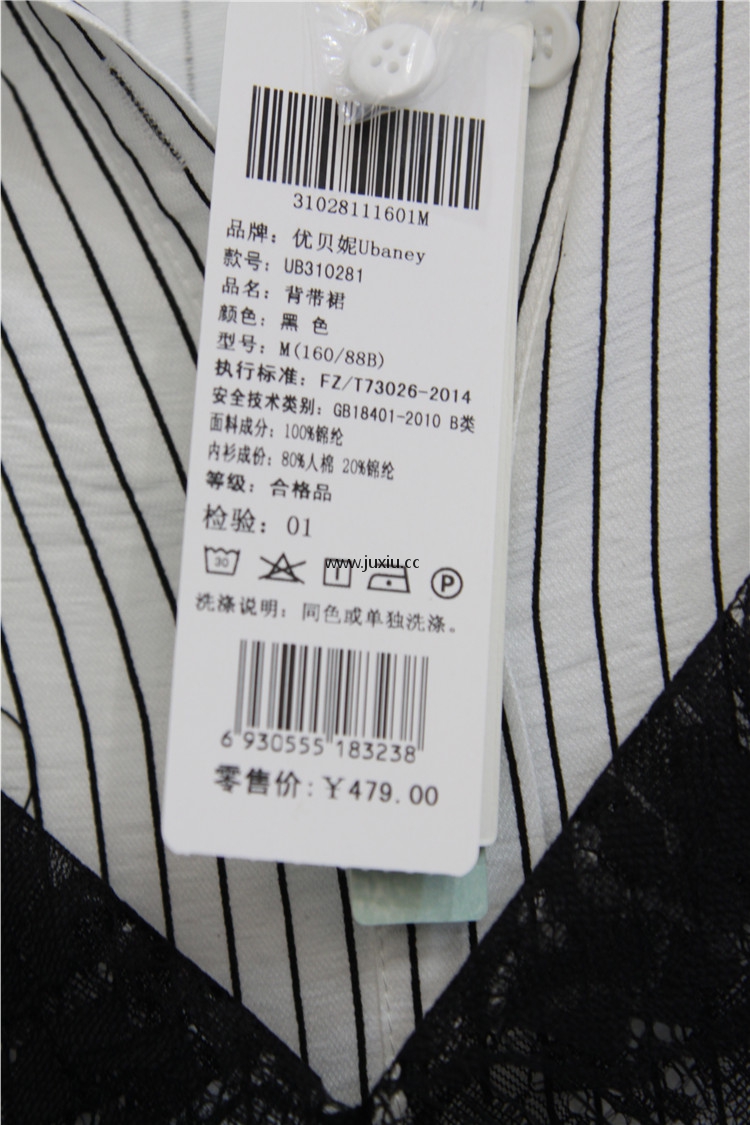 31028111601M
品牌：优贝妮Ubaney
款号：UB310281
品名：背带裙
颜色：黑 色
型号：M(160/88B)
执行标准：FZ/T73026-2014
安全技术类别：GB18401-2010 B类
面料成分：100%锦纶
内衫成份：80%人棉 20%锦纶
等级：合格品
检验：01
30
P
www.juxiu.cc
洗涤说明：同色或单独洗涤。
6 930555 183238
零售价：￥479.00